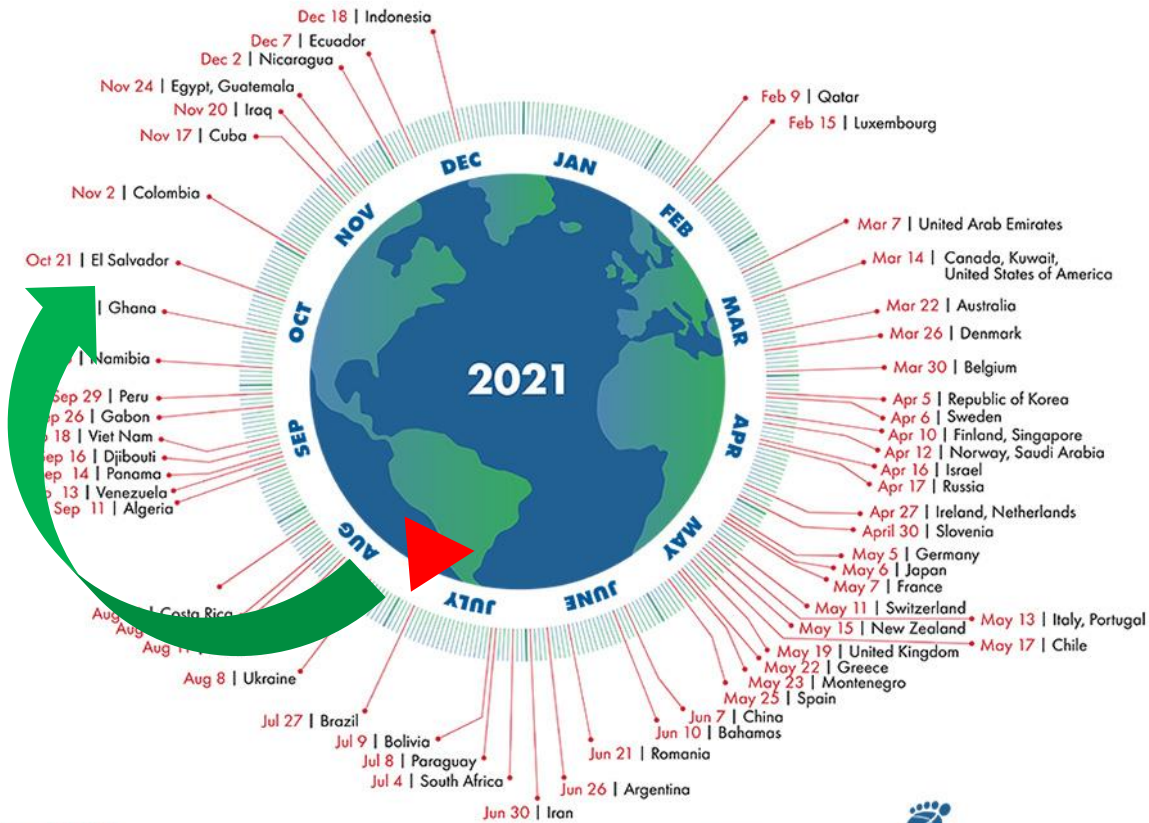 Dec 18 | Indonesia
Dec 7 | Ecuador
Dec 2 | Nicaragua
Nov 24 | Egypt, Guatemala
Nov 20 | Iraq
Nov 17 | Cuba
Nov 2 | Colombia
Oct 21 | El Salvador
| Ghana
Namibia
Sep 29 | Peru
26 | Gabon
18 | Viet Nam
Sep 16 | Djibouti
Sep 14 | Panama
13 | Venezuela
Sep 11 | Algeria
Aug | Costa Rica
Aug
Aug
Aug 8 | Ukraine
Jul 27 | Brazil
Jul 9 | Bolivia
Jul 8 | Paraguay
Jul 4 | South Africa
Jun 30 | Iran
Jun 26 | Argentina
Jun 21 | Romania
Jun 10 | Bahamas
Jun 7 | China
Feb 9 | Qatar
Feb 15 | Luxembourg
Mar 7 | United Arab Emirates
Mar 14 | Canada, Kuwait,
United States of America
Mar 22 | Australia
Mar 26 | Denmark
Mar 30 | Belgium
Apr 5 | Republic of Korea
Apr 6 | Sweden
Apr 10 | Finland, Singapore
Apr 12 | Norway, Saudi Arabia
Apr 16 | Israel
Apr 17 | Russia
Apr 27 | Ireland, Netherlands
April 30 | Slovenia
May 5 | Germany
May 6 | Japan
May 7 | France
May 11 | Switzerland
May 13 | Italy, Portugal
May 15 | New Zealand
May 17 | Chile
May 19 | United Kingdom
May 22 | Greece
May 23 | Montenegro
May 25 | Spain
JAN
FEB
MAR
APR
MAY
JUNE
JULY
AUG
SEP
OCT
NOV
DEC
2021